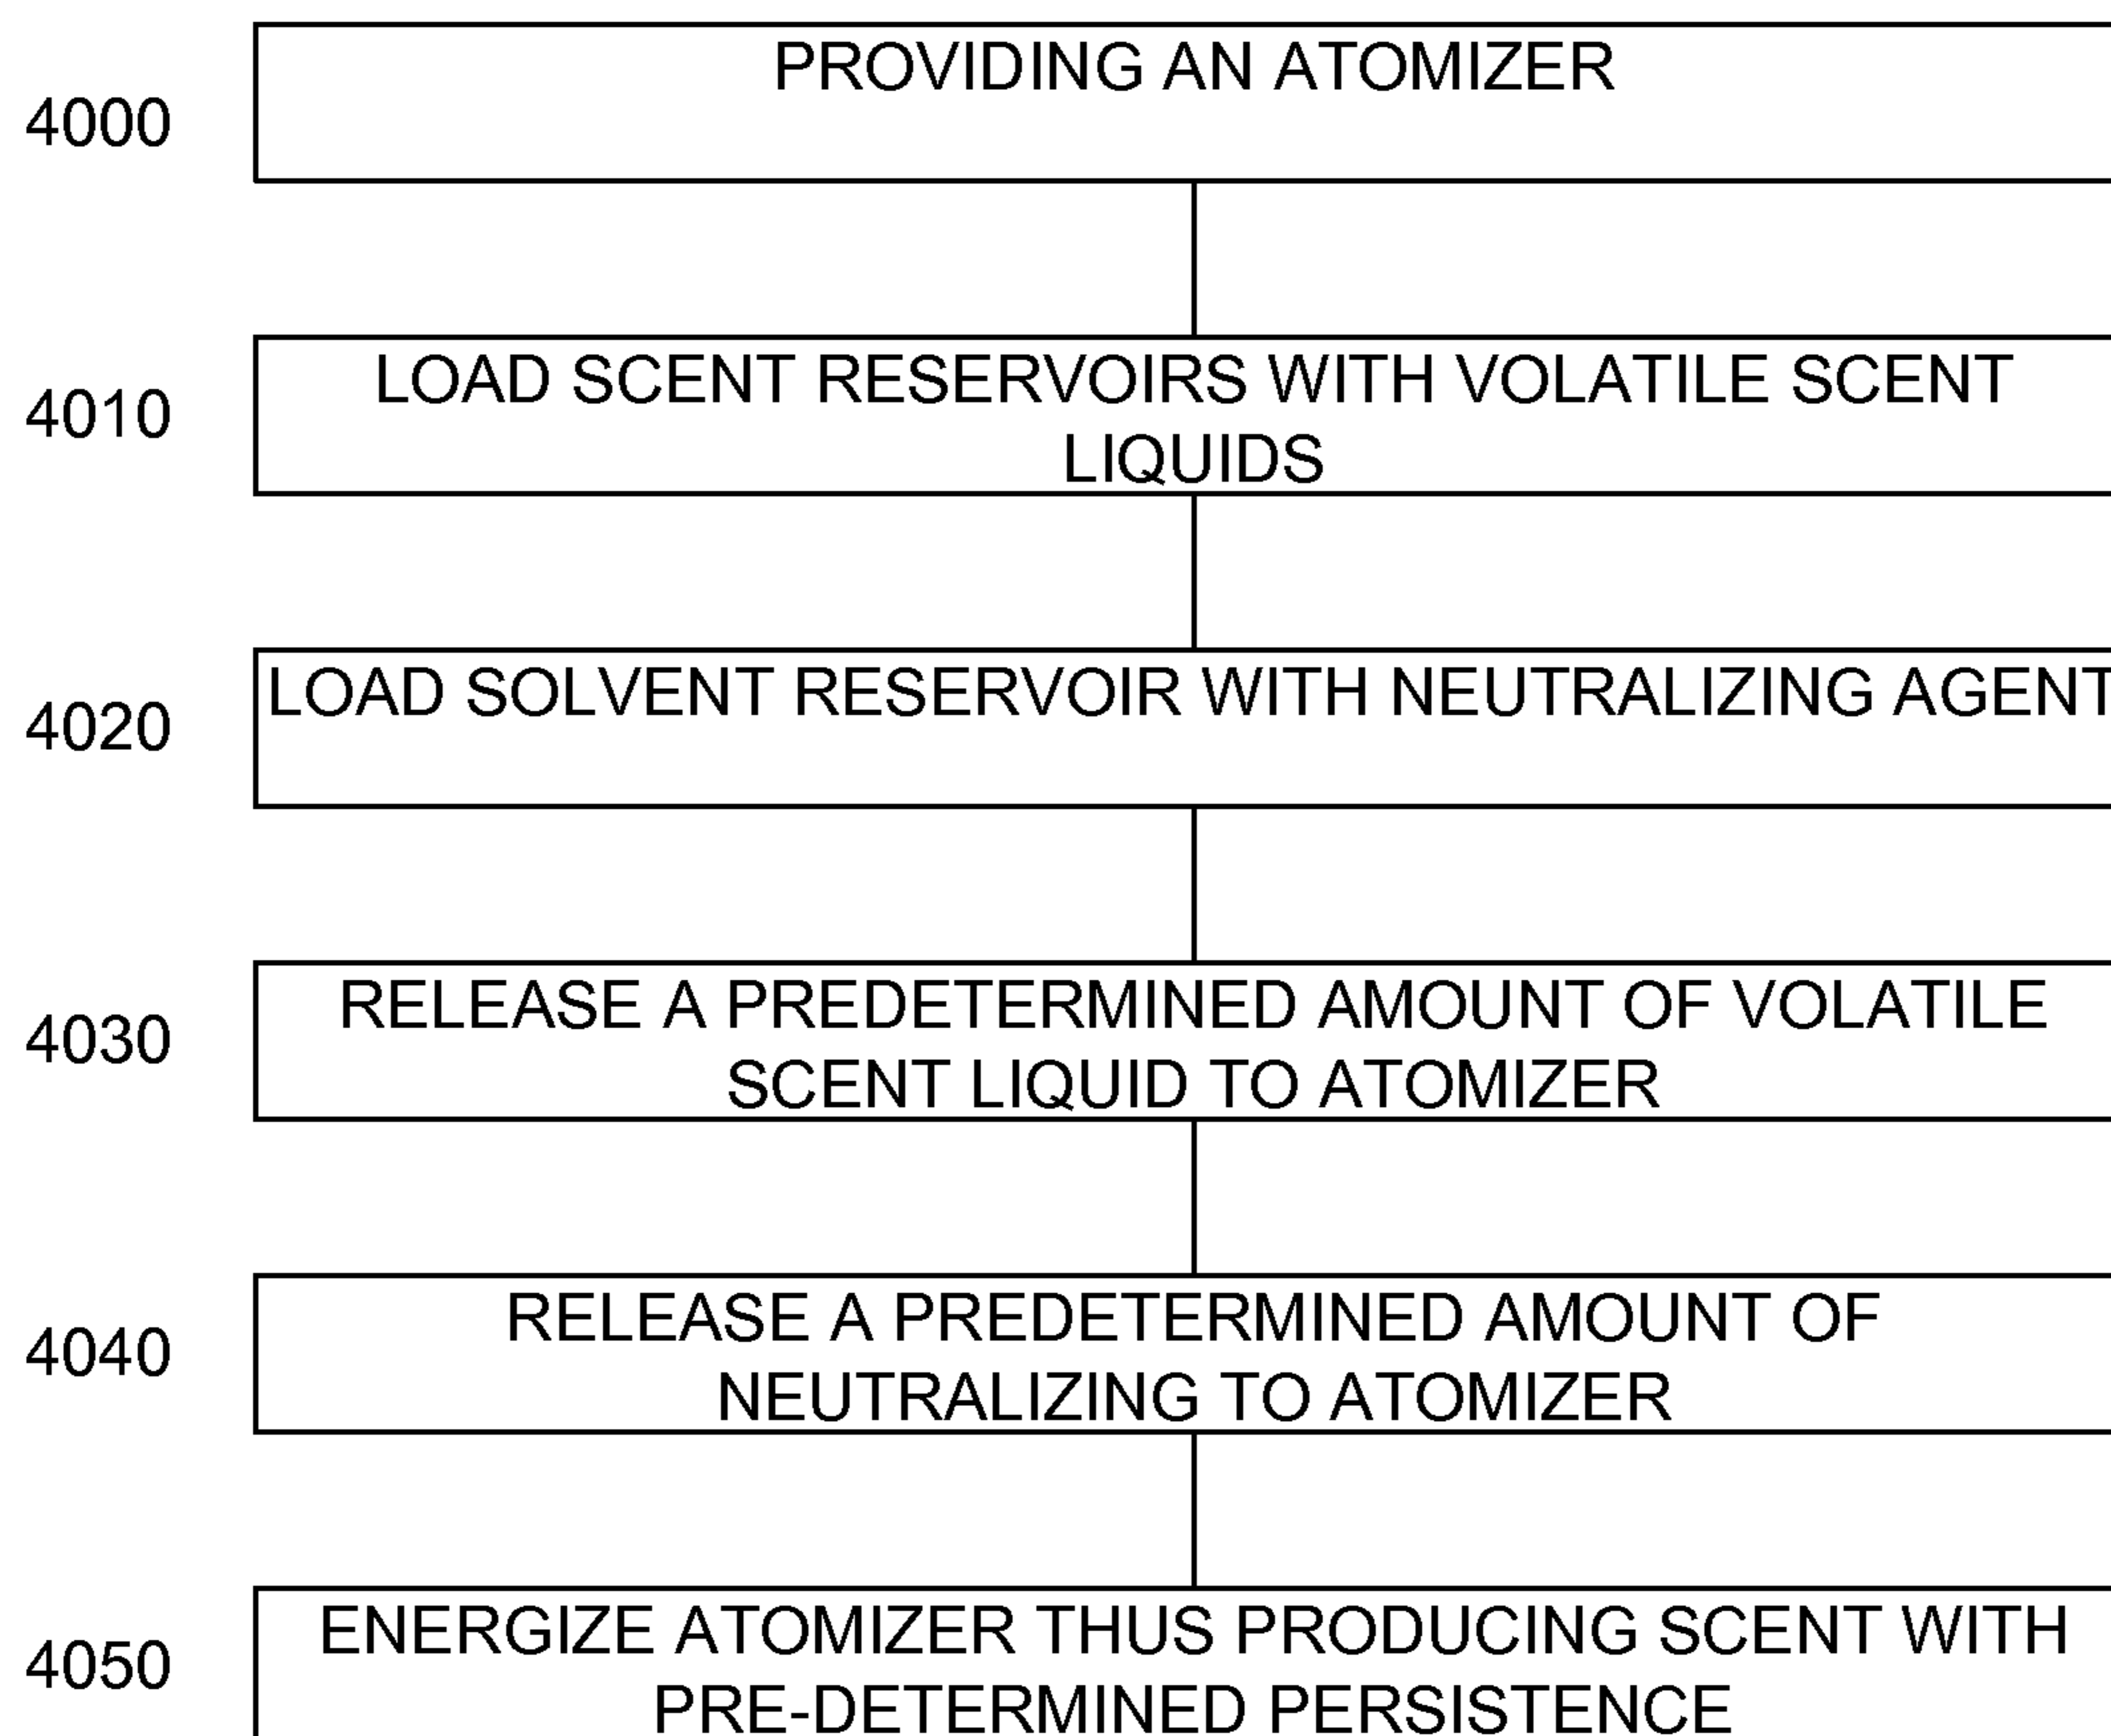 PROVIDING AN ATOMIZER
4000
LOAD SCENT RESERVOIRS WITH VOLATILE SCENT
LIQUIDS
4010
LOAD SOLVENT RESERVOIR WITH NEUTRALIZING AGENT
4020
RELEASE A PREDETERMINED AMOUNT OF VOLATILE
SCENT LIQUID TO ATOMIZER
4030
RELEASE A PREDETERMINED AMOUNT OF
NEUTRALIZING TO ATOMIZER
4040
ENERGIZE ATOMIZER THUS PRODUCING SCENT WITH
PRE-DETERMINED PERSISTENCE
4050